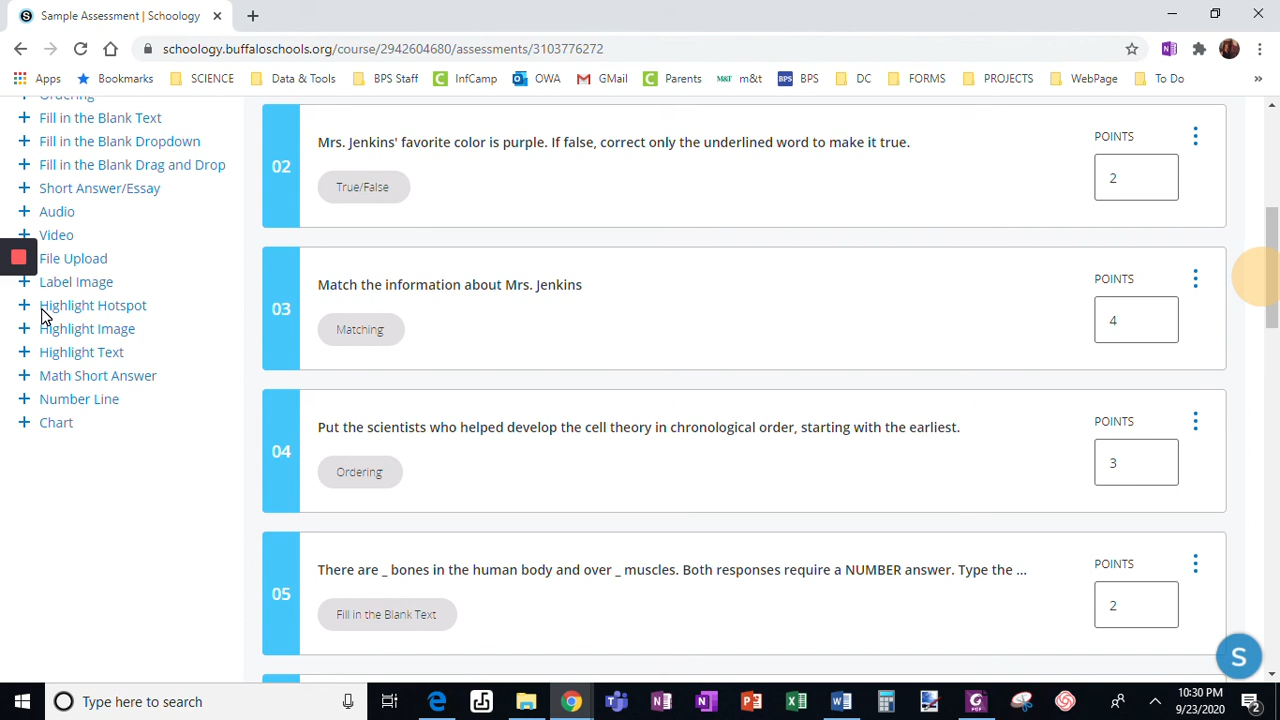 Sample Assessment | Schoology
schoology.buffaloschools.org/course/2942604680/assessments/3103776272
Apps Bookmarks SCIENCE Data & Tools BPS Staff InfCamp OWA GMail Parents M&T m&t BPS BPS DC FORMS PROJECTS WebPage To Do »
Ordering
Fill in the Blank Text
Fill in the Blank Dropdown
Fill in the Blank Drag and Drop
Short Answer/Essay
Audio
Video
File Upload
Label Image
Highlight Hotspot
Highlight Image
Highlight Text
Math Short Answer
Number Line
Chart
02
Mrs. Jenkins' favorite color is purple. If false, correct only the underlined word to make it true.
True/False
POINTS
2
03
Match the information about Mrs. Jenkins
Matching
POINTS
4
04
Put the scientists who helped develop the cell theory in chronological order, starting with the earliest.
Ordering
POINTS
3
05
There are _ bones in the human body and over _ muscles. Both responses require a NUMBER answer. Type the ...
Fill in the Blank Text
POINTS
2
S
Type here to search
10:30 PM
9/23/2020
2